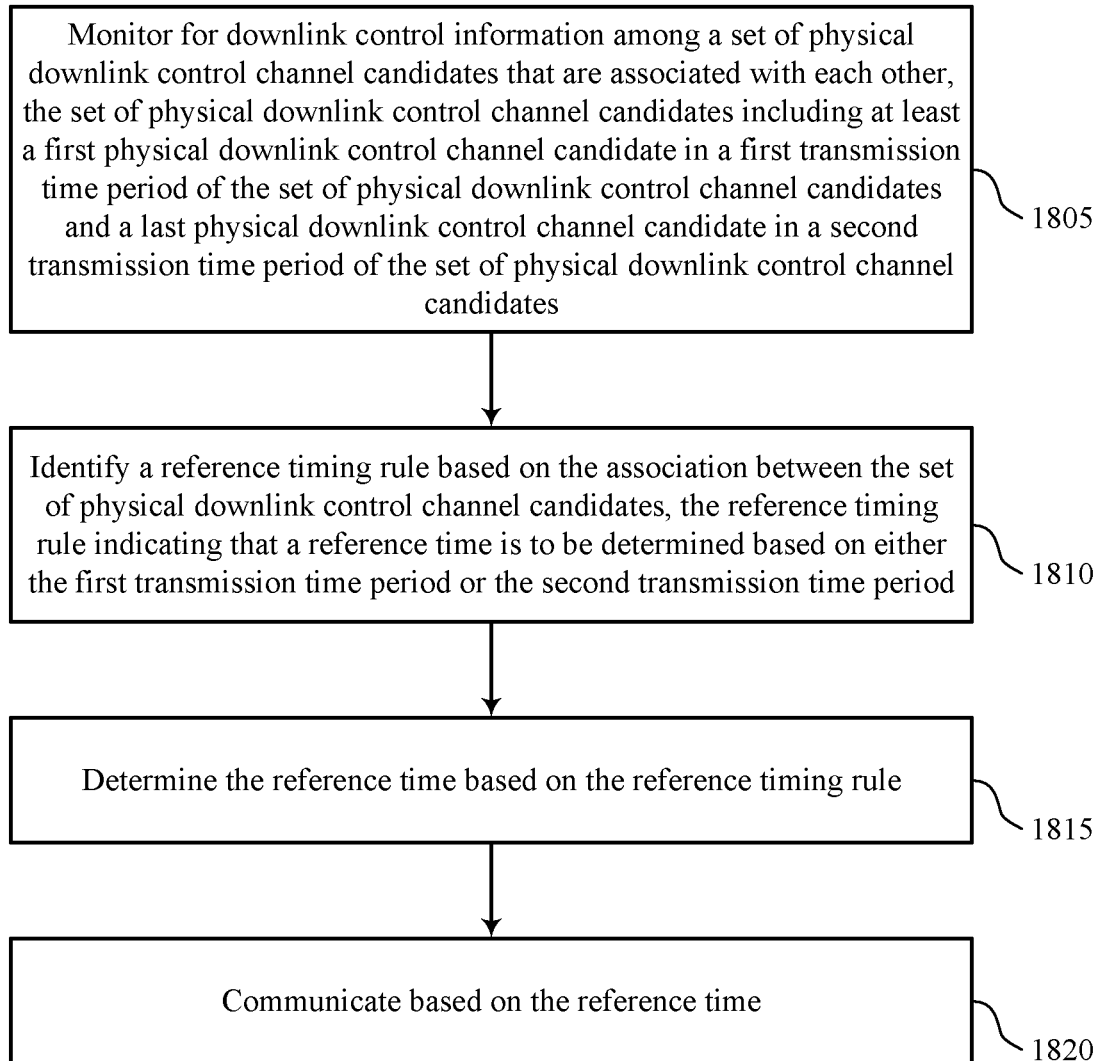 Monitor for downlink control information among a set of physical
downlink control channel candidates that are associated with each other,
the set of physical downlink control channel candidates including at least
a first physical downlink control channel candidate in a first transmission
time period of the set of physical downlink control channel candidates
and a last physical downlink control channel candidate in a second
transmission time period of the set of physical downlink control channel
candidates
1805
Identify a reference timing rule based on the association between the set
of physical downlink control channel candidates, the reference timing
rule indicating that a reference time is to be determined based on either
the first transmission time period or the second transmission time period
1810
Determine the reference time based on the reference timing rule
1815
Communicate based on the reference time
1820